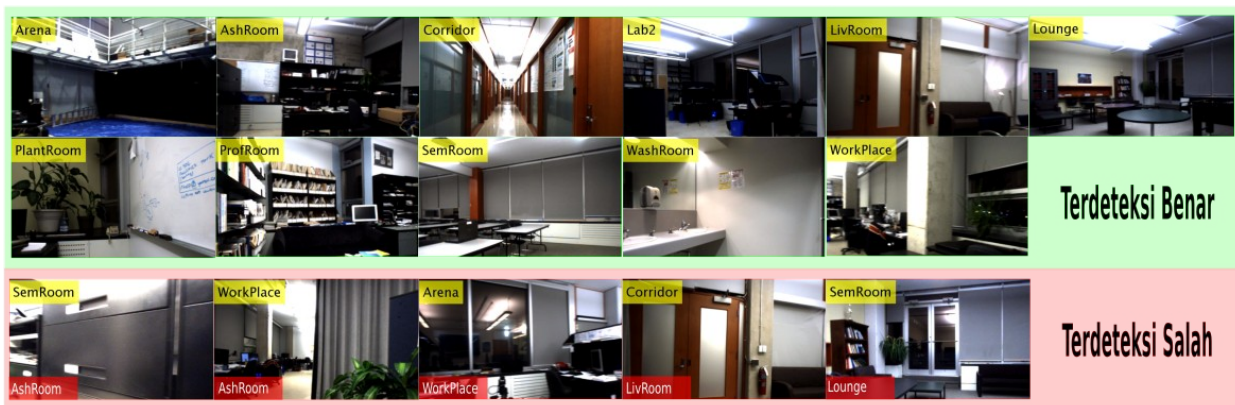 Arena
AshRoom
Corridor
Lab2
LivRoom
Lounge
PlantRoom
ProfRoom
SemRoom
WashRoom
WorkPlace
Terdeteksi Benar
SemRoom
WorkPlace
Arena
Corridor
SemRoom
AshRoom
AshRoom
WorkPlace
LivRoom
Lounge
Terdeteksi Salah